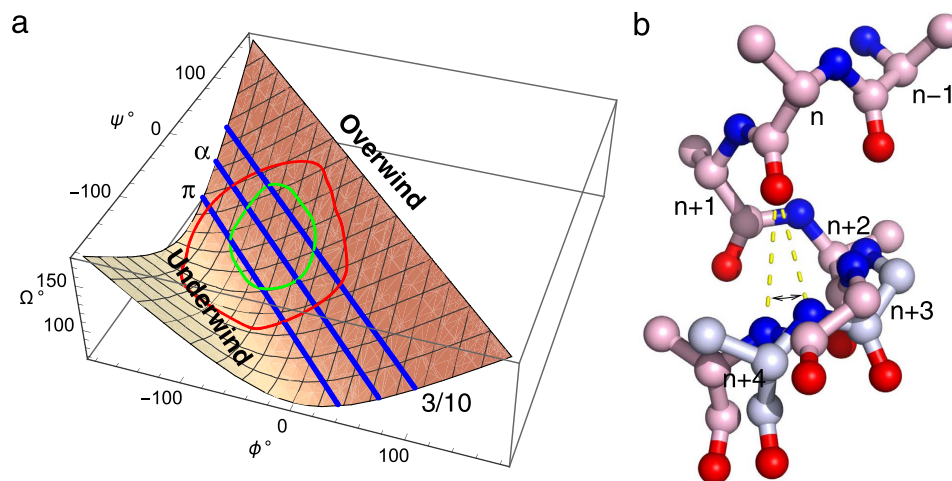 a
b
100
ψ°
0
Overwind
α
−100
π
Underwind
150
Ω°
100
−100
0
100
3/10
ϕ°
n−1
n
n+1
n+2
n+3
n+4